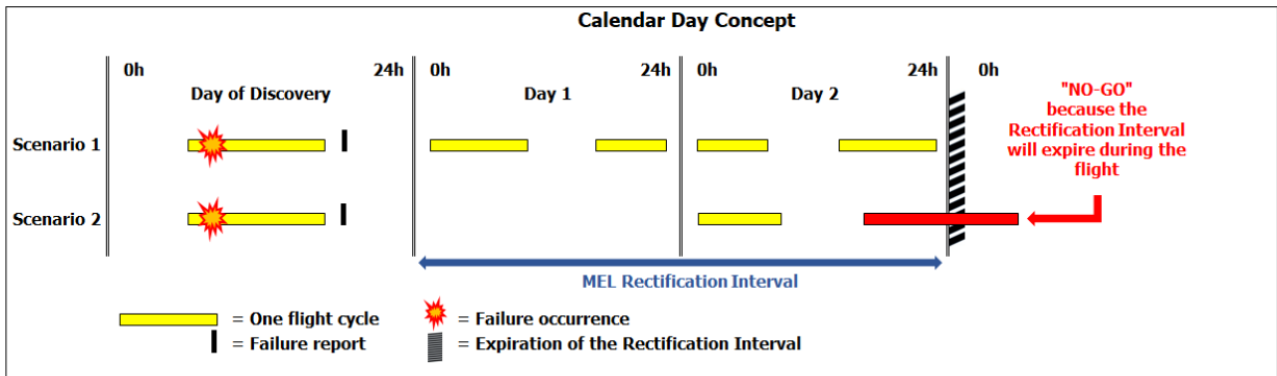 Calendar Day Concept
0h 24h 0h 24h 0h 24h 0h
Day of Discovery Day 1 Day 2
"NO-GO"
because the
Rectification Interval
will expire during the
flight
Scenario 1
Scenario 2
MEL Rectification Interval
= One flight cycle = Failure occurrence
= Failure report = Expiration of the Rectification Interval